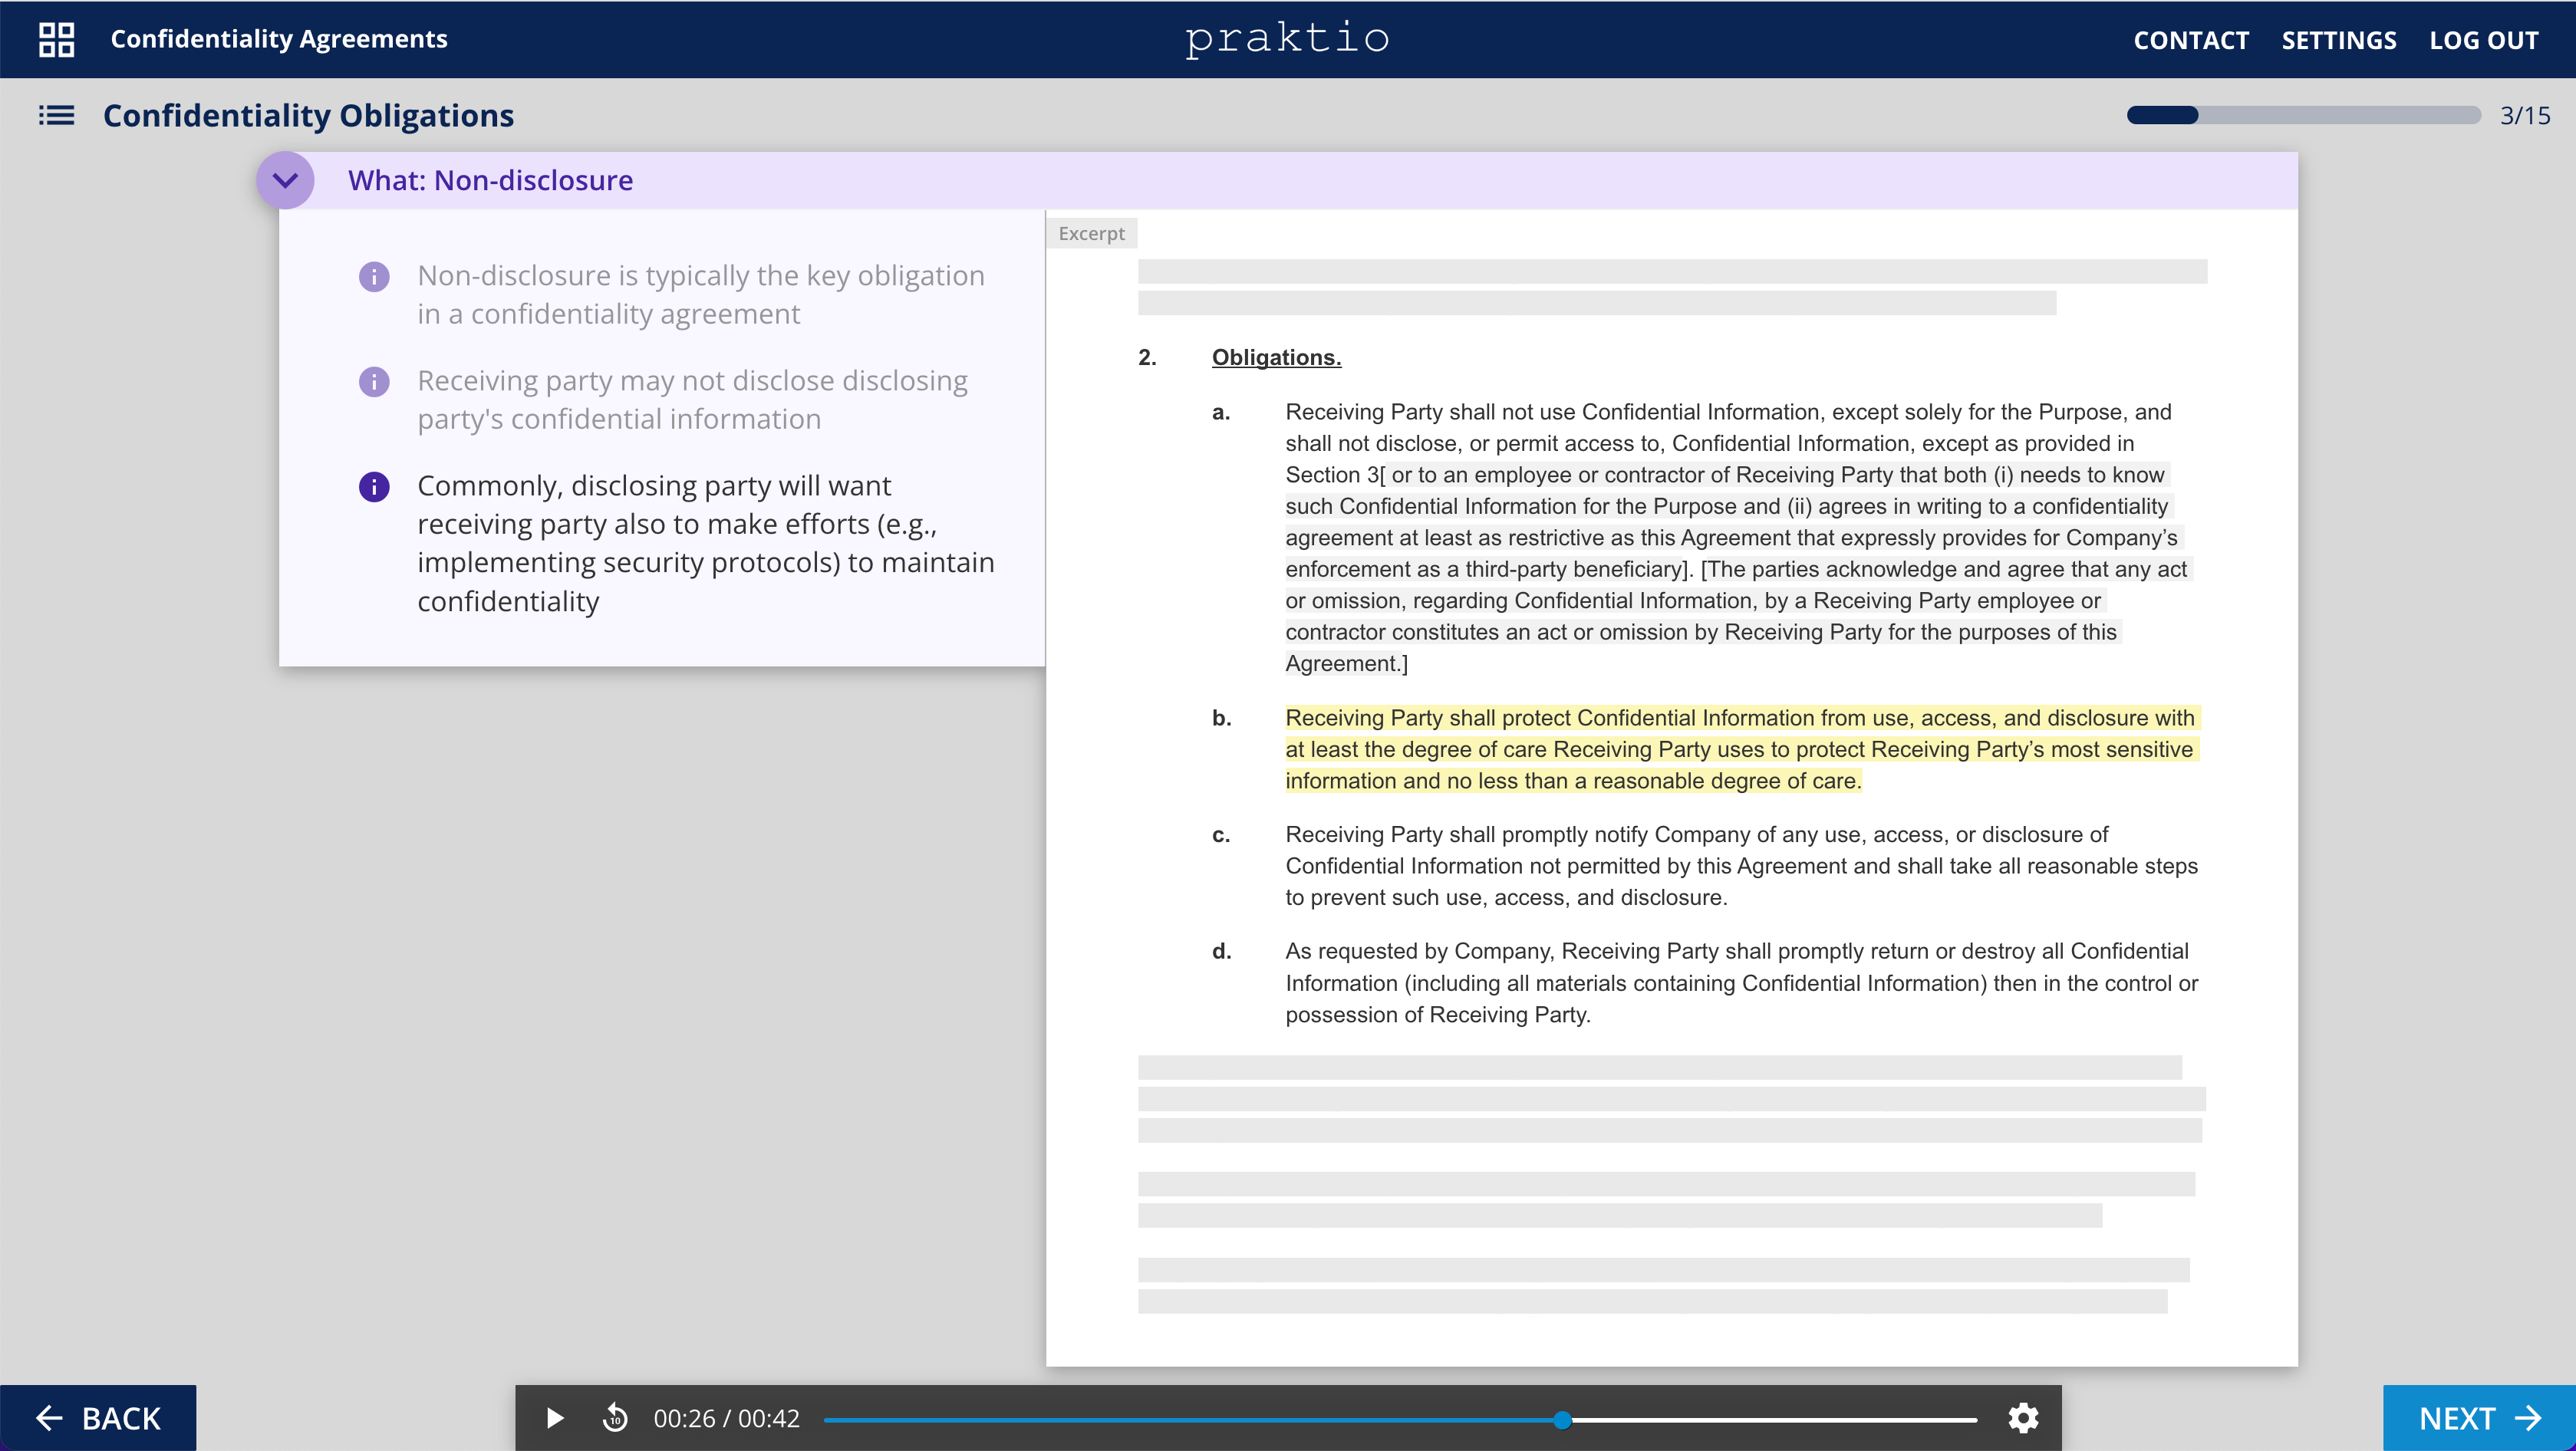 Confidentiality Agreements
praktio
CONTACT SETTINGS LOG OUT
Confidentiality Obligations
3/15
What: Non-disclosure
Non-disclosure is typically the key obligation
in a confidentiality agreement
Receiving party may not disclose disclosing
party's confidential information
Commonly, disclosing party will want
receiving party also to make efforts (e.g.,
implementing security protocols) to maintain
confidentiality
Excerpt
2. Obligations.
a. Receiving Party shall not use Confidential Information, except solely for the Purpose, and
shall not disclose, or permit access to, Confidential Information, except as provided in
Section 3[ or to an employee or contractor of Receiving Party that both (i) needs to know
such Confidential Information for the Purpose and (ii) agrees in writing to a confidentiality
agreement at least as restrictive as this Agreement that expressly provides for Company’s
enforcement as a third-party beneficiary]. [The parties acknowledge and agree that any act
or omission, regarding Confidential Information, by a Receiving Party employee or
contractor constitutes an act or omission by Receiving Party for the purposes of this
Agreement.]
b. Receiving Party shall protect Confidential Information from use, access, and disclosure with
at least the degree of care Receiving Party uses to protect Receiving Party’s most sensitive
information and no less than a reasonable degree of care.
c. Receiving Party shall promptly notify Company of any use, access, or disclosure of
Confidential Information not permitted by this Agreement and shall take all reasonable steps
to prevent such use, access, and disclosure.
d. As requested by Company, Receiving Party shall promptly return or destroy all Confidential
Information (including all materials containing Confidential Information) then in the control or
possession of Receiving Party.
BACK
10
00:26 / 00:42
NEXT